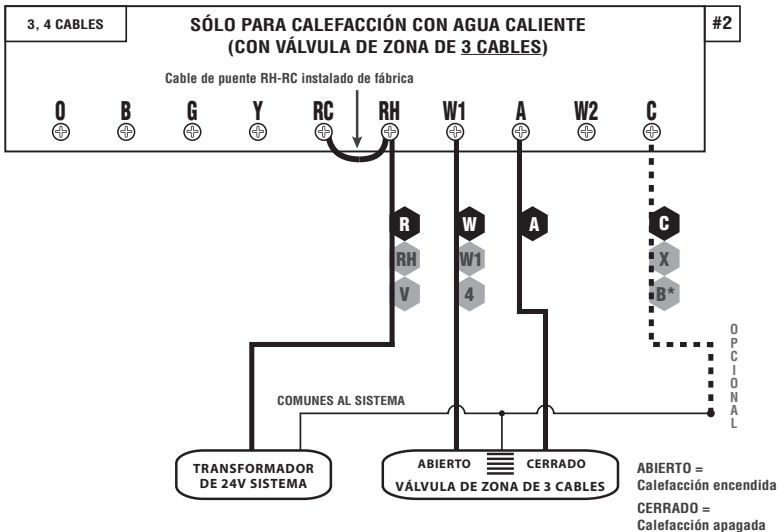 3, 4 CABLES
SÓLO PARA CALEFACCIÓN CON AGUA CALIENTE
(CON VÁLVULA DE ZONA DE 3 CABLES)
#2
Cable de puente RH-RC instalado de fábrica
O B G Y RC RH W1 A W2 C
R W A C
RH W1 X
V 4 B*
OPCIONAL
COMUNES AL SISTEMA
TRANSFORMADOR
DE 24V SISTEMA
ABIERTO CERRADO
VÁLVULA DE ZONA DE 3 CABLES
ABIERTO =
Calefacción encendida
CERRADO =
Calefacción apagada